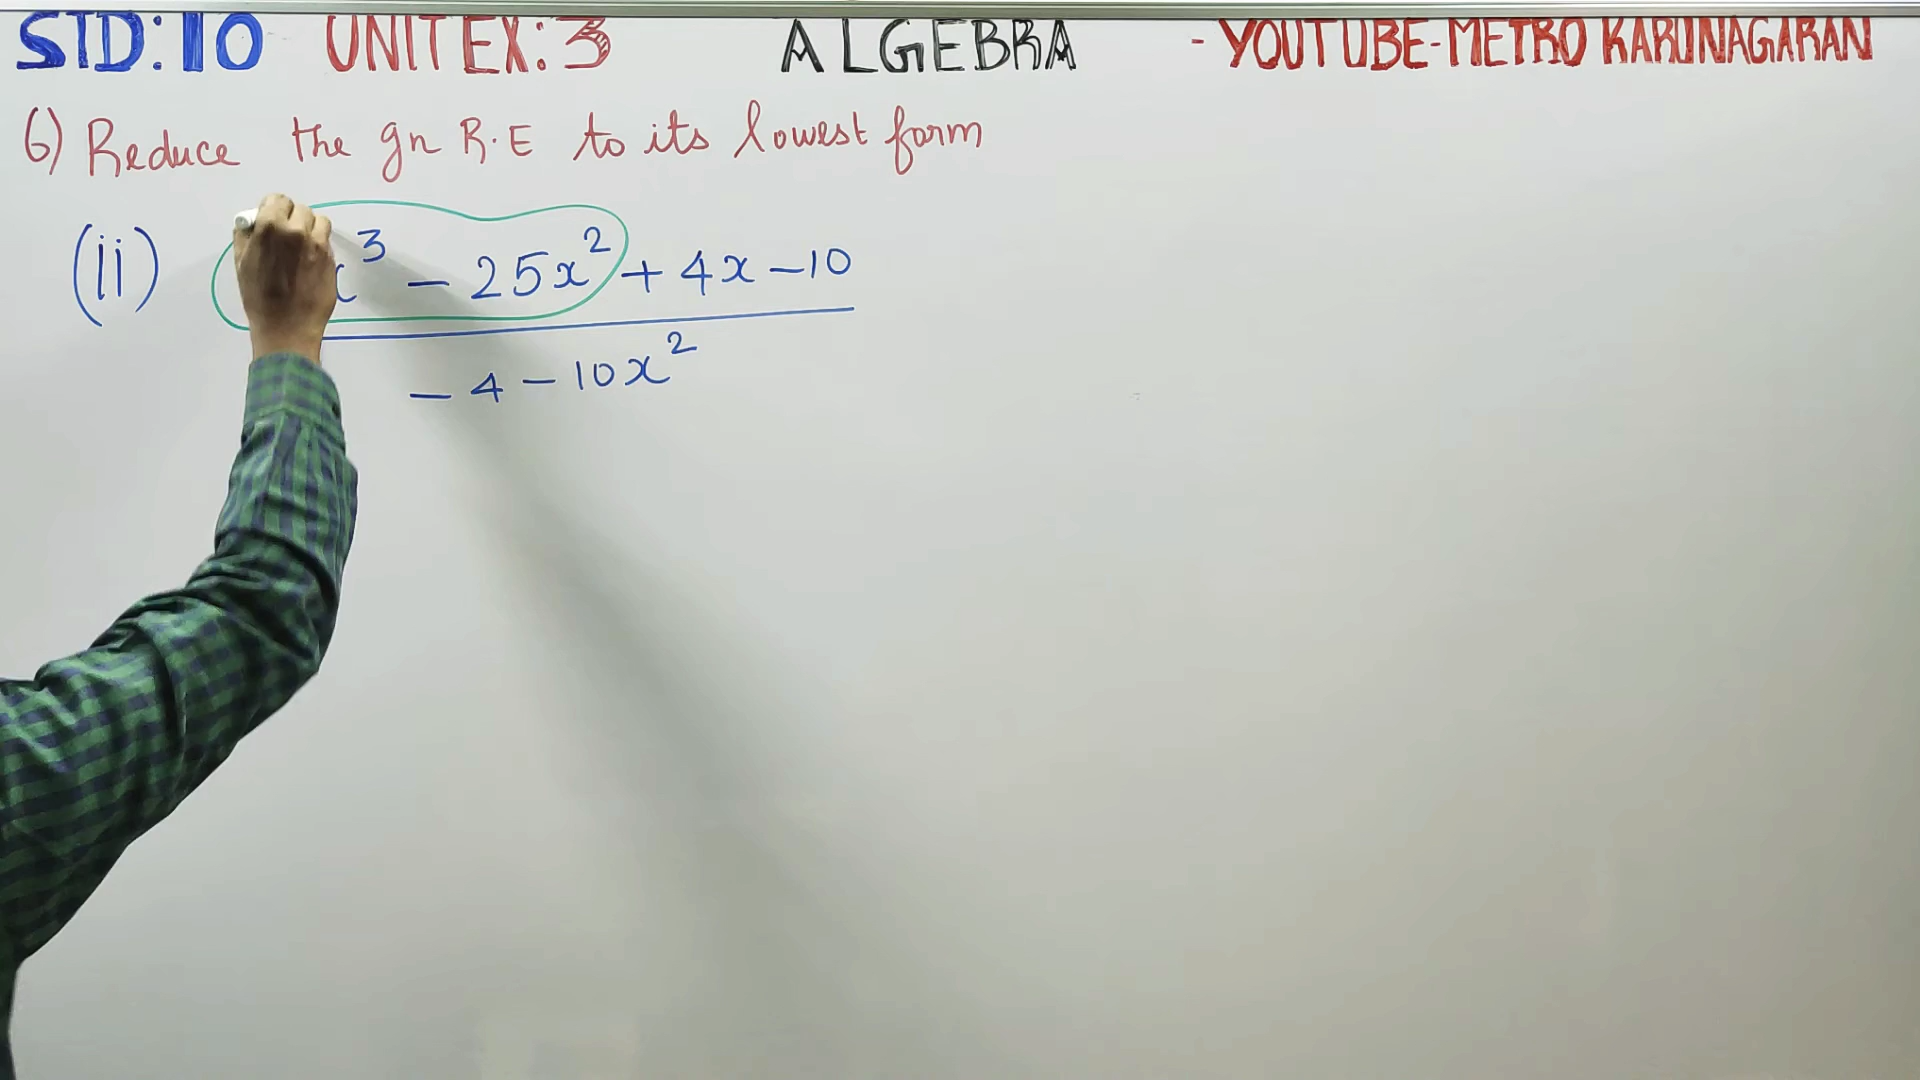 STD:10 UNIT EX:3 ALGEBRA - YOUTUBE-METRO KARUNAGARAN
6) Reduce the gn R.E to its lowest form
(ii) x³ - 25x² + 4x - 10
- 4 - 10x²